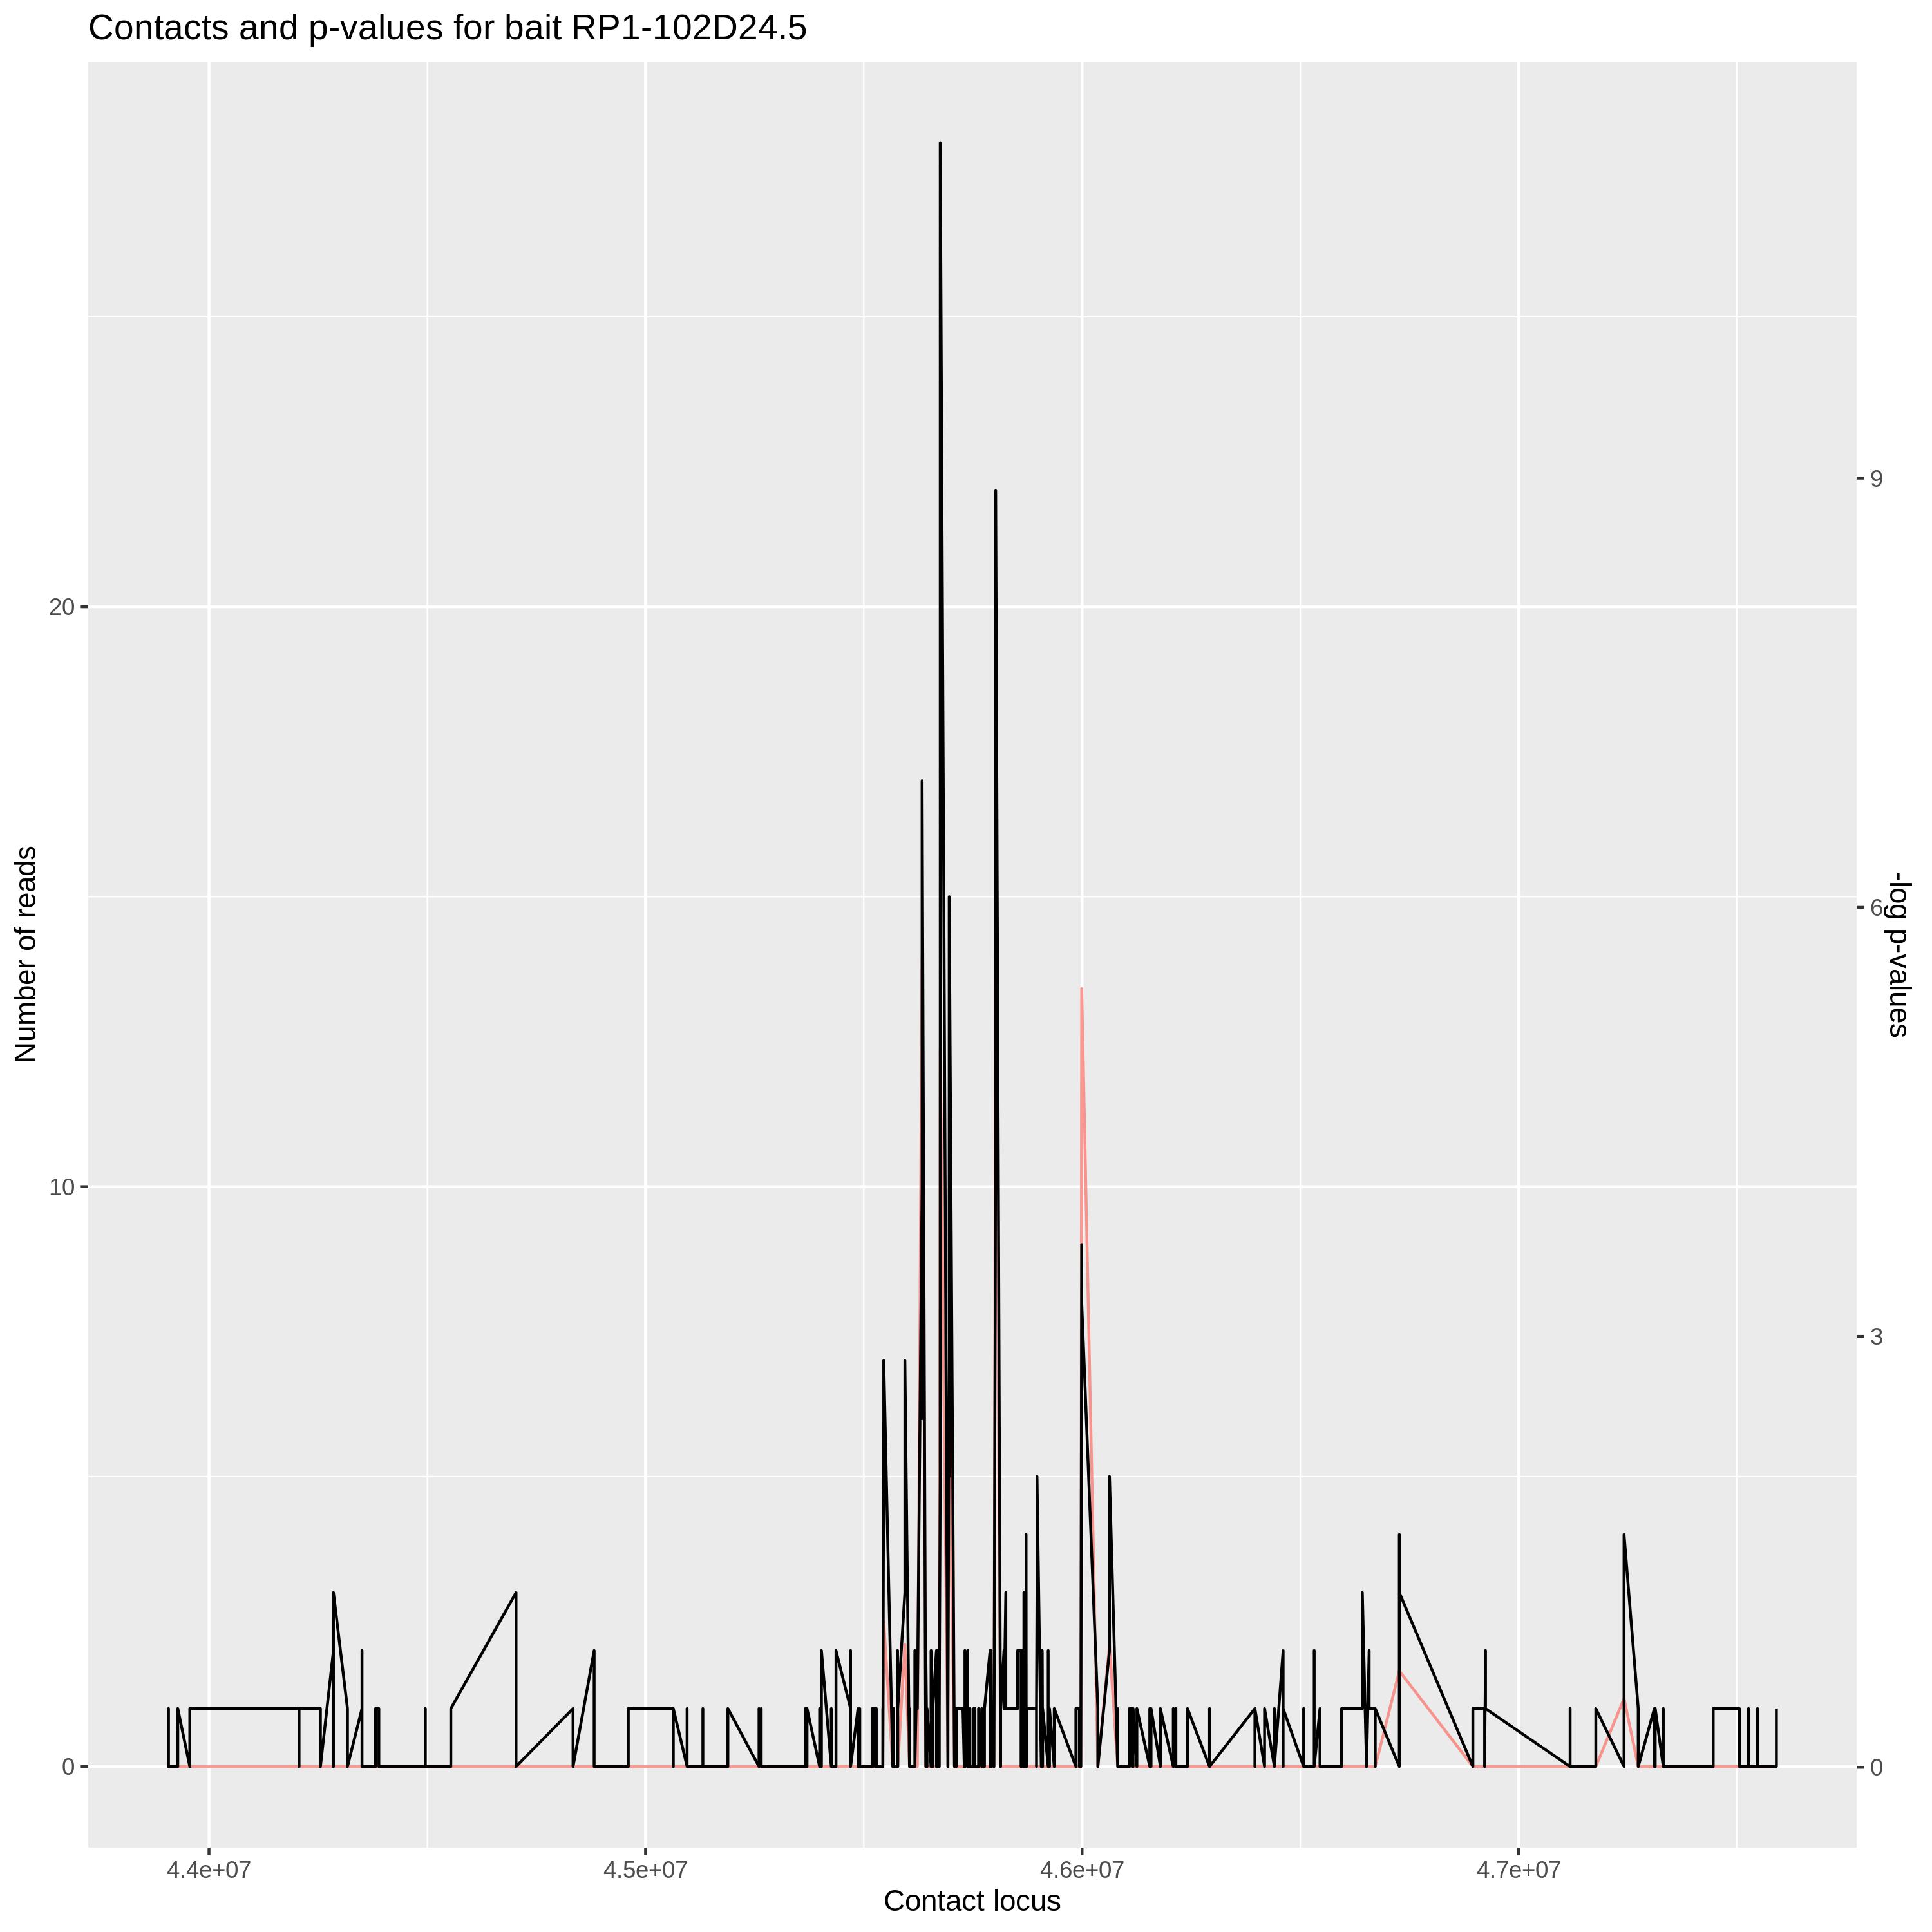 Contacts and p-values for bait RP1-102D24.5
Number of reads
20
10
0
9
6
3
0
-log p-values
4.4e+07
4.5e+07
4.6e+07
4.7e+07
Contact locus